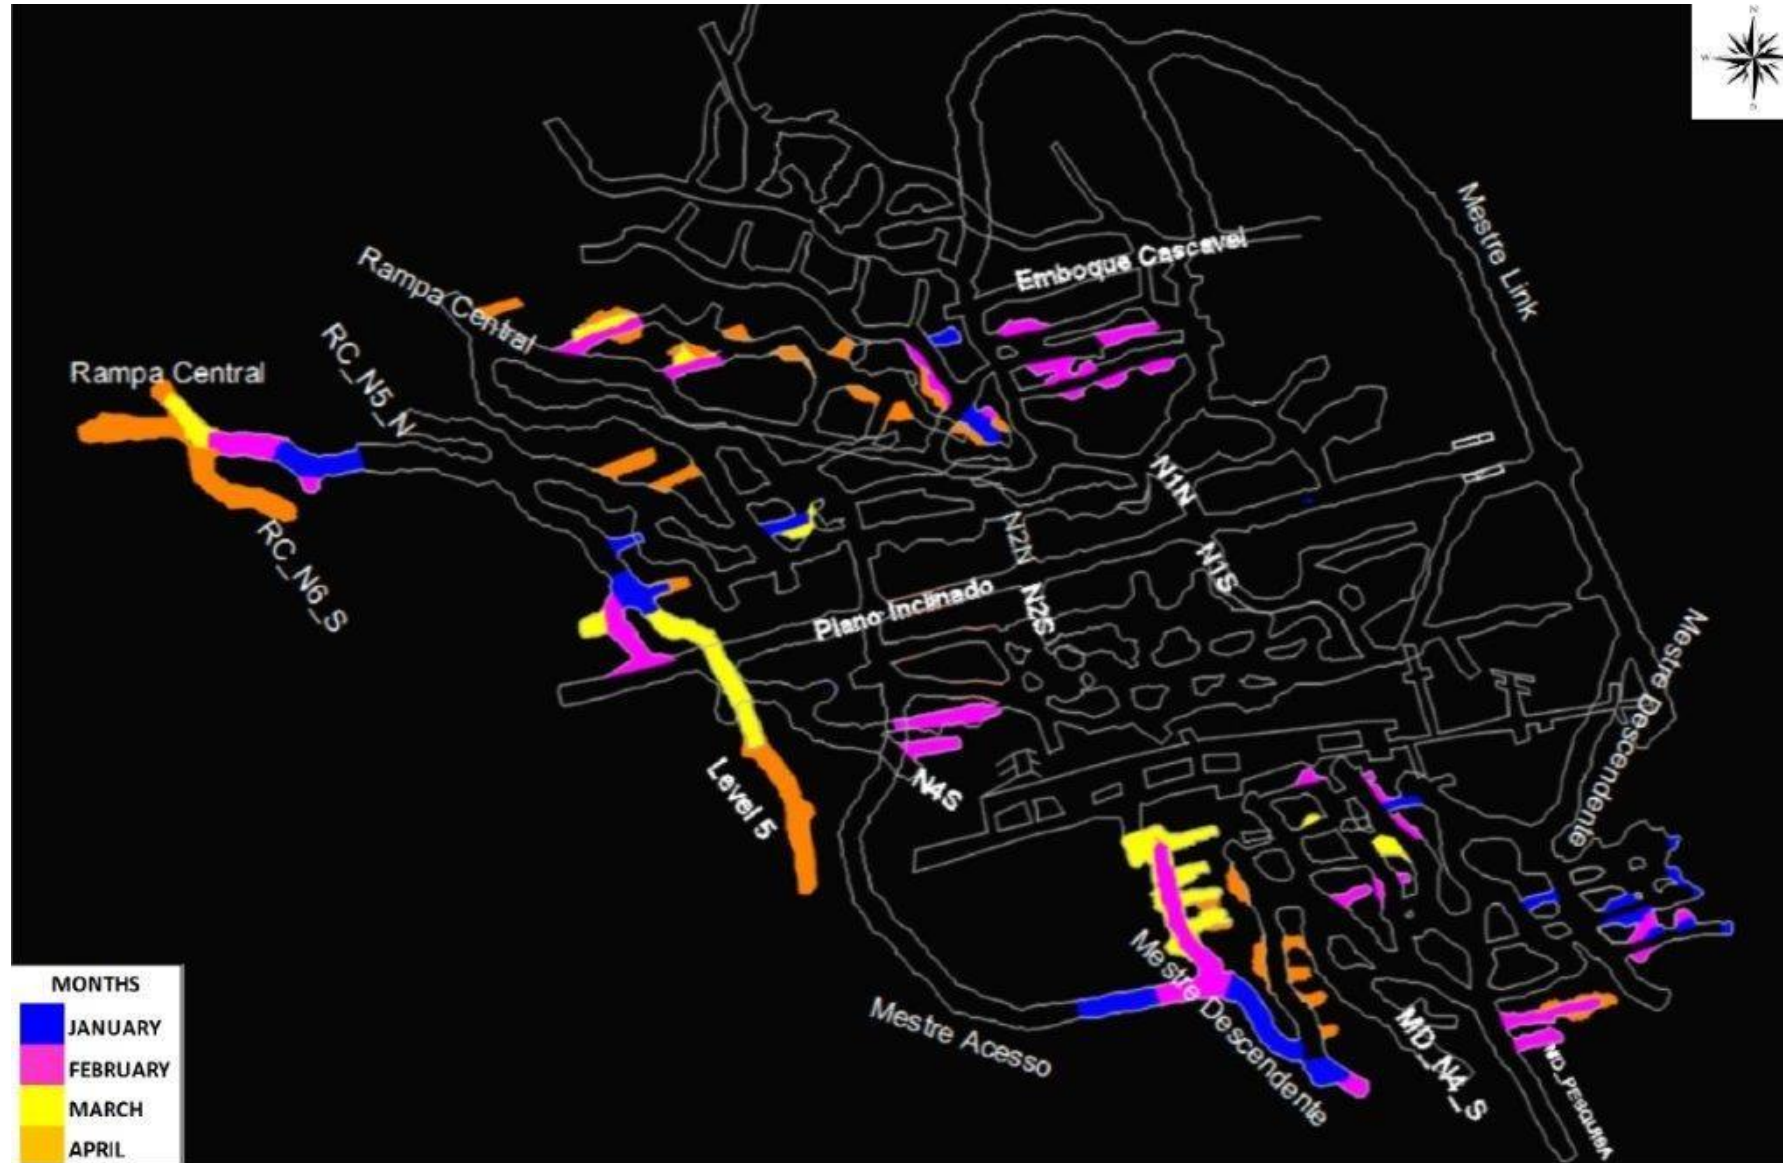 N
W
Emboque Cascavel
Mestre Link
Rampa Central
RC_N5_N
Rampa Central
N1N
N2N
N1S
RC_N6_S
Plano Inclinado
N2S
Mestre Descendente
Level 5
N4S
Mestre Descendente
Mestre Acesso
MD_N4_S
MD_PESQUISA
MONTHS
JANUARY
FEBRUARY
MARCH
APRIL